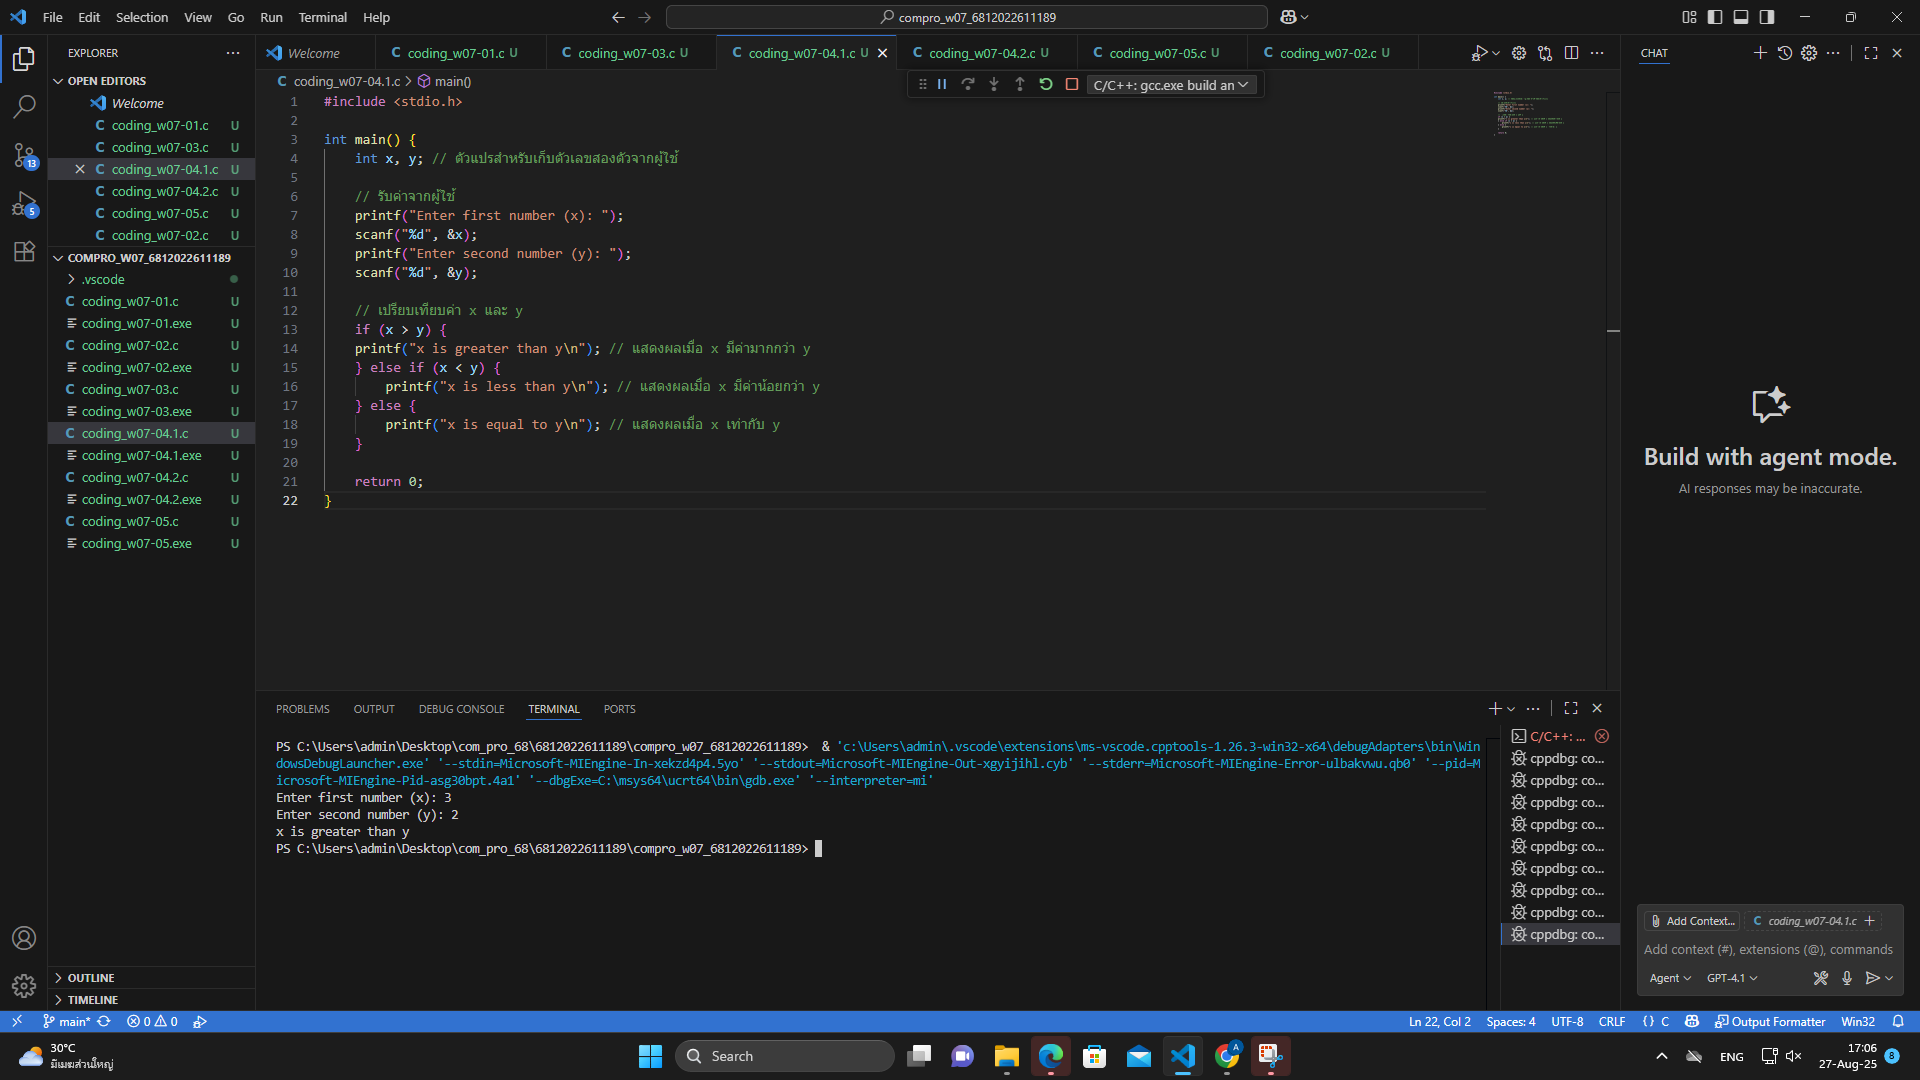 File Edit Selection View Go Run Terminal Help
compro_w07_6812022611189
EXPLORER
OPEN EDITORS
Welcome
coding_w07-01.c U
coding_w07-03.c U
coding_w07-04.1.c U
coding_w07-04.2.c U
coding_w07-05.c U
coding_w07-02.c U
COMPRO_W07_6812022611189
.vscode
coding_w07-01.c U
coding_w07-01.exe U
coding_w07-02.c U
coding_w07-02.exe U
coding_w07-03.c U
coding_w07-03.exe U
coding_w07-04.1.c U
coding_w07-04.1.exe U
coding_w07-04.2.c U
coding_w07-04.2.exe U
coding_w07-05.c U
coding_w07-05.exe U
OUTLINE
TIMELINE
13
5
Welcome C coding_w07-01.c U C coding_w07-03.c U C coding_w07-04.1.c U C coding_w07-04.2.c U C coding_w07-05.c U C coding_w07-02.c U
C coding_w07-04.1.c > main()
C/C++: gcc.exe build an
1 #include <stdio.h>
2
3 int main() {
4 int x, y; // ตัวแปรสำหรับเก็บตัวเลขสองตัวจากผู้ใช้
5
6 // รับค่าจากผู้ใช้
7 printf("Enter first number (x): ");
8 scanf("%d", &x);
9 printf("Enter second number (y): ");
10 scanf("%d", &y);
11
12 // เปรียบเทียบค่า x และ y
13 if (x > y) {
14 printf("x is greater than y\n"); // แสดงผลเมื่อ x มีค่ามากกว่า y
15 } else if (x < y) {
16 printf("x is less than y\n"); // แสดงผลเมื่อ x มีค่าน้อยกว่า y
17 } else {
18 printf("x is equal to y\n"); // แสดงผลเมื่อ x เท่ากับ y
19 }
20
21 return 0;
22 }
PROBLEMS OUTPUT DEBUG CONSOLE TERMINAL PORTS
PS C:\Users\admin\Desktop\com_pro_68\6812022611189\compro_w07_6812022611189> & 'c:\Users\admin\.vscode\extensions\ms-vscode.cpptools-1.26.3-win32-x64\debugAdapters\bin\Win
dowsDebugLauncher.exe' '--stdin=Microsoft-MIEngine-In-xekzd4p4.5yo' '--stdout=Microsoft-MIEngine-Out-xgyijihl.cyb' '--stderr=Microsoft-MIEngine-Error-ulbakvwu.qb0' '--pid=M
icrosoft-MIEngine-Pid-asg30bpt.4a1' '--dbgExe=C:\msys64\ucrt64\bin\gdb.exe' '--interpreter=mi'
Enter first number (x): 3
Enter second number (y): 2
x is greater than y
PS C:\Users\admin\Desktop\com_pro_68\6812022611189\compro_w07_6812022611189>
C/C++: ...
cppdbg: co...
cppdbg: co...
cppdbg: co...
cppdbg: co...
cppdbg: co...
cppdbg: co...
cppdbg: co...
cppdbg: co...
cppdbg: co...
CHAT
Build with agent mode.
AI responses may be inaccurate.
Add Context... C coding_w07-04.1.c +
Add context (#), extensions (@), commands
Agent GPT-4.1
main* 0 0
Ln 22, Col 2 Spaces: 4 UTF-8 CRLF {} C Output Formatter Win32
30°C
มีเมฆส่วนใหญ่
Search
A
ENG
17:06
27-Aug-25
8